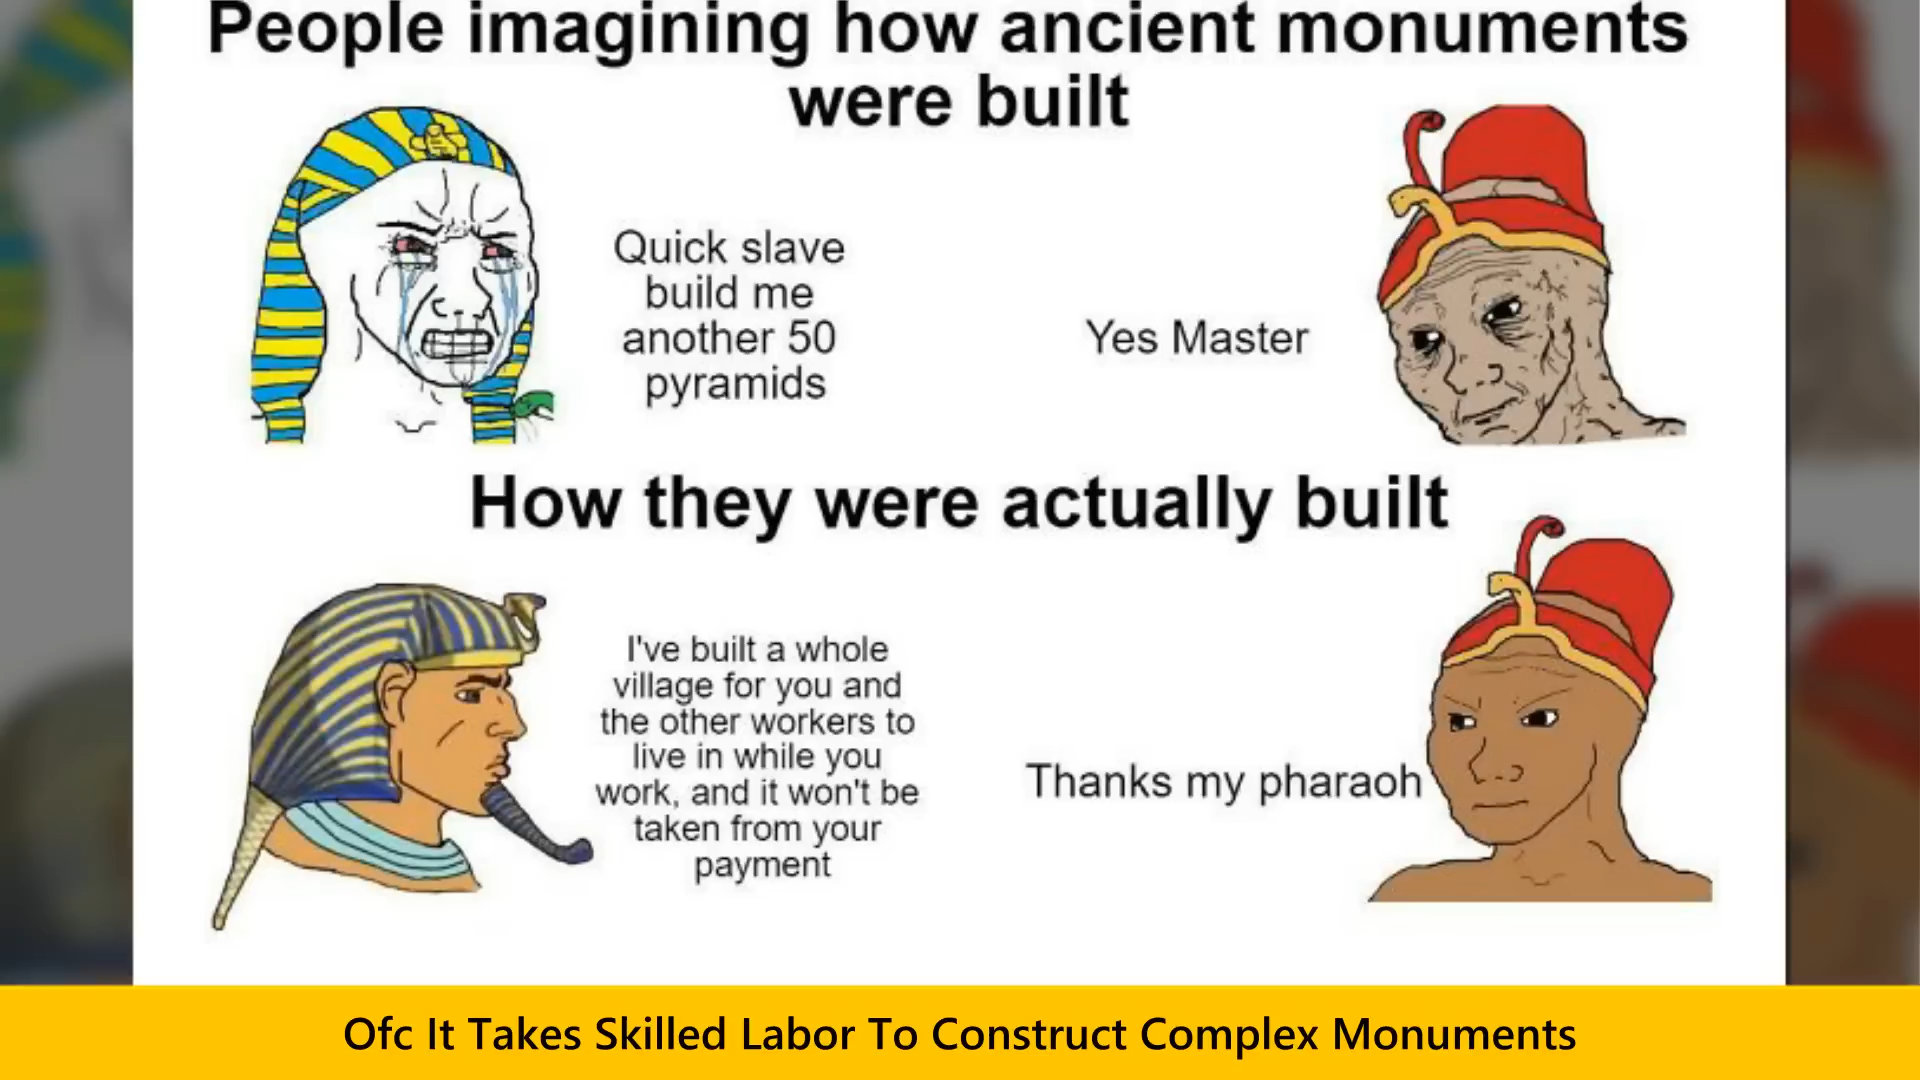 People imagining how ancient monuments
were built
Quick slave
build me
another 50
pyramids
Yes Master
How they were actually built
I've built a whole
village for you and
the other workers to
live in while you
work, and it won't be
taken from your
payment
Thanks my pharaoh
Ofc It Takes Skilled Labor To Construct Complex Monuments